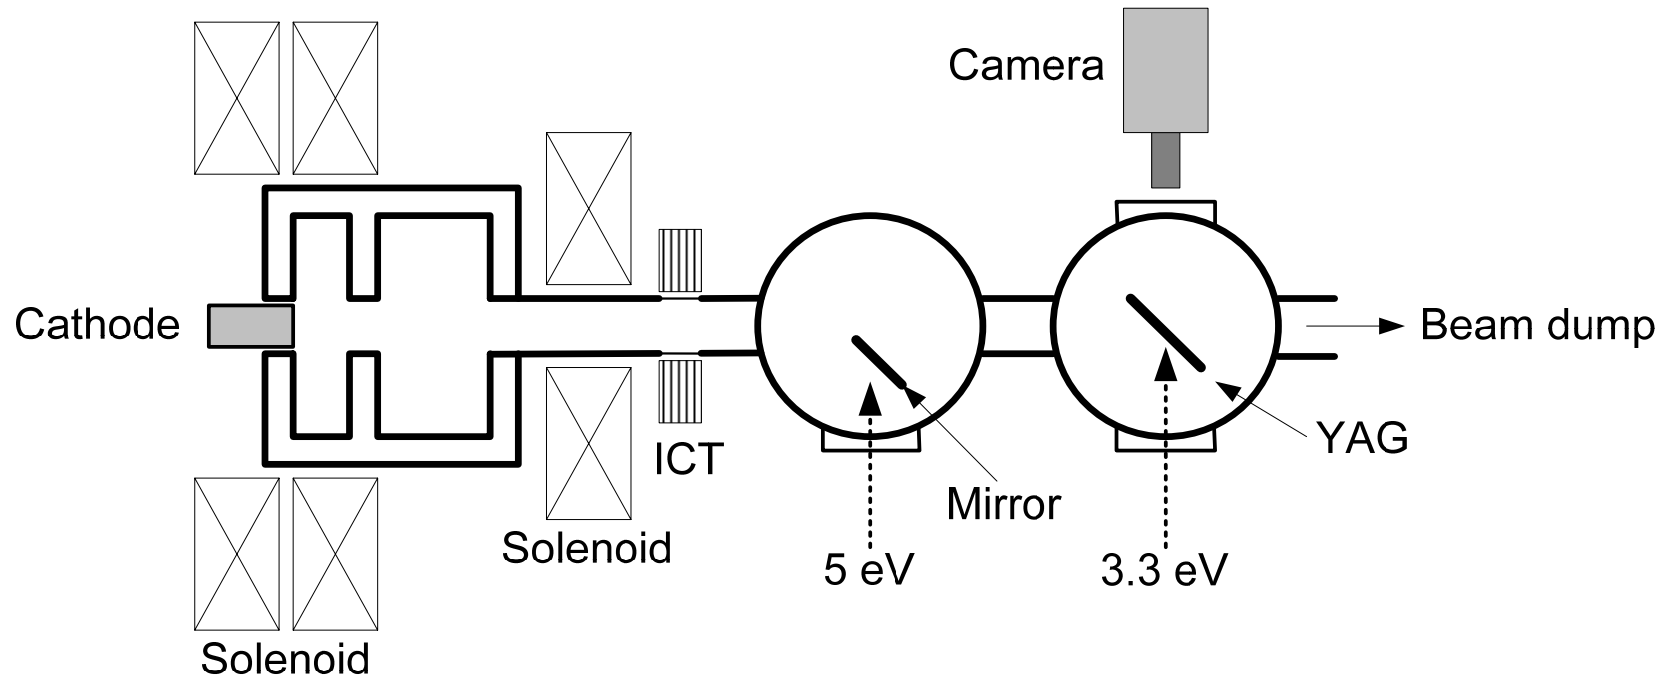 Camera
Cathode
Beam dump
YAG
ICT
Mirror
Solenoid
5 eV
3.3 eV
Solenoid